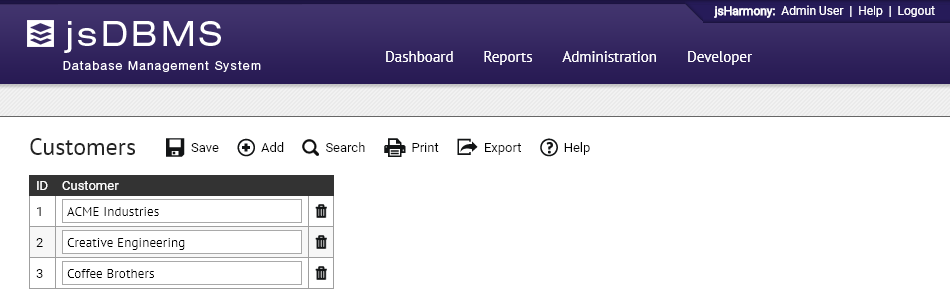 jsHarmony: Admin User | Help | Logout
jsDBMS
Database Management System
Dashboard Reports Administration Developer
Customers Save Add Search Print Export Help
ID Customer
1 ACME Industries
2 Creative Engineering
3 Coffee Brothers